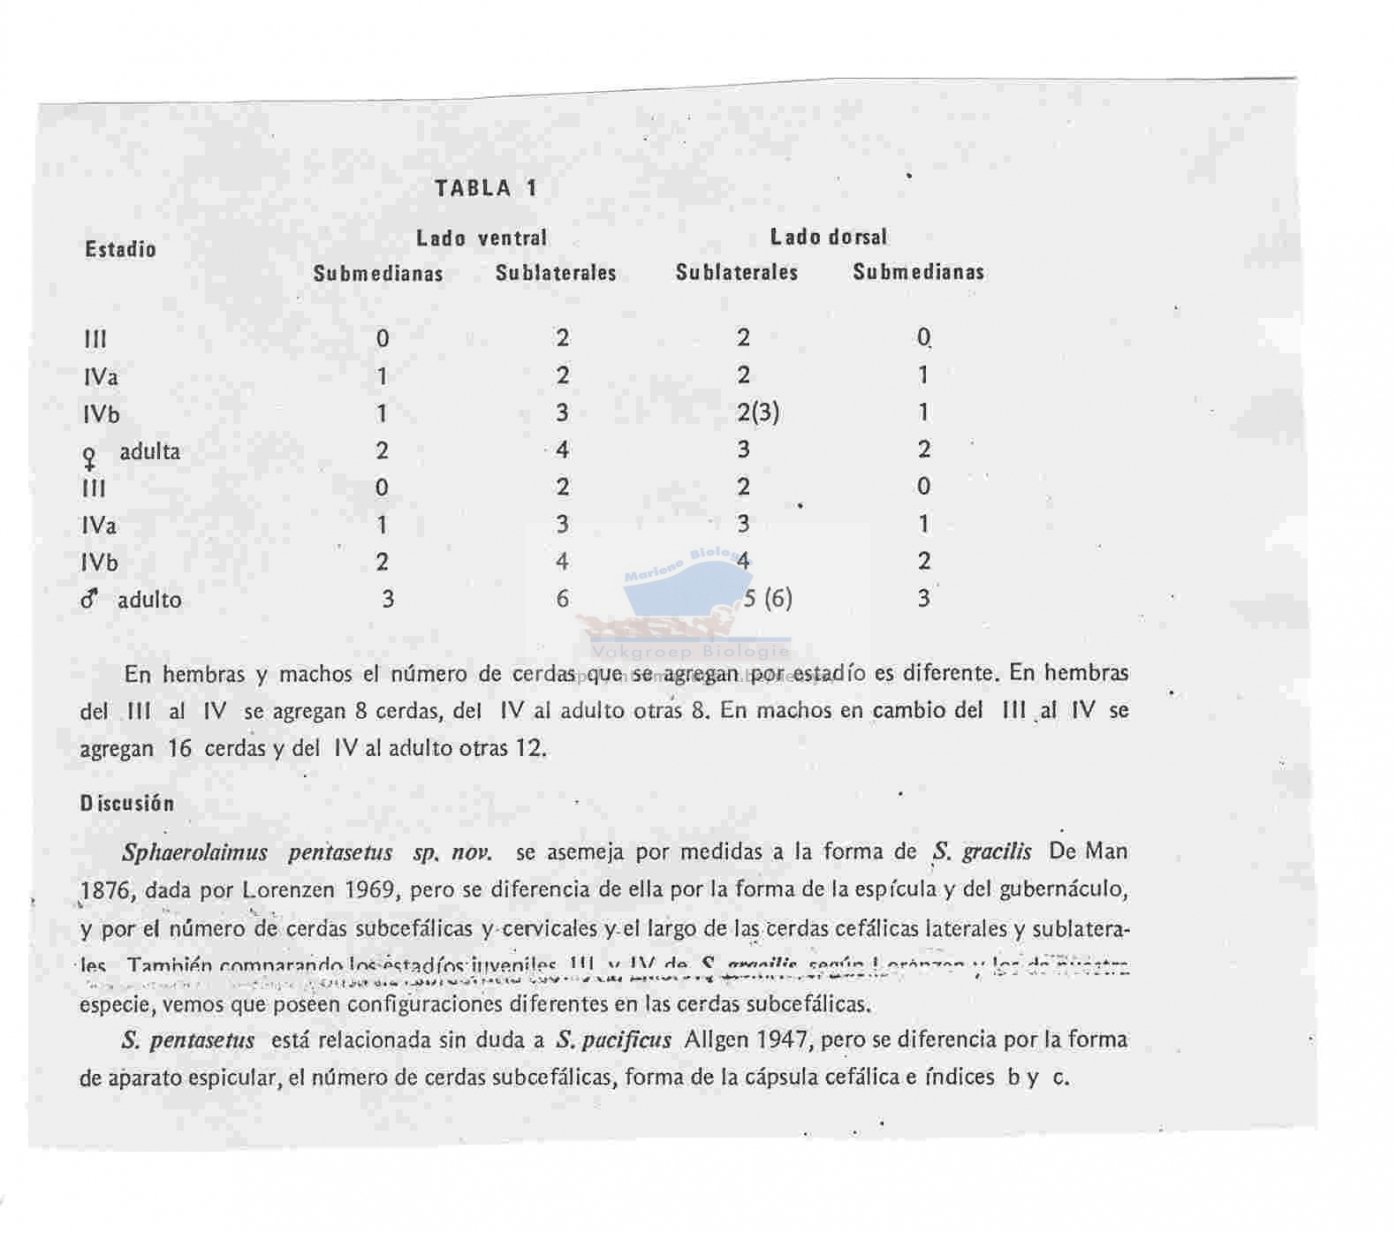 TABLA 1
Estadio Lado ventral Lado dorsal
Submedianas Sublaterales Sublaterales Submedianas
III 0 2 2 0
IVa 1 2 2 1
IVb 1 3 2(3) 1
♀ adulta 2 4 3 2
III 0 2 2 0
IVa 1 3 3 1
IVb 2 4 4 2
♂ adulto 3 6 5 (6) 3
Mariene Biologie
Vakgroep Biologie
En hembras y machos el número de cerdas que se agregan por estadío es diferente. En hembras
del III al IV se agregan 8 cerdas, del IV al adulto otras 8. En machos en cambio del III al IV se
agregan 16 cerdas y del IV al adulto otras 12.
Discusión
Sphaerolaimus pentasetus sp. nov. se asemeja por medidas a la forma de S. gracilis De Man
1876, dada por Lorenzen 1969, pero se diferencia de ella por la forma de la espícula y del gubernáculo,
y por el número de cerdas subcefálicas y cervicales y el largo de las cerdas cefálicas laterales y sublatera-
les. También comparando los estadíos juveniles III y IV de S. gracilis según Lorenzen y los de nuestra
especie, vemos que poseen configuraciones diferentes en las cerdas subcefálicas.
S. pentasetus está relacionada sin duda a S. pacificus Allgen 1947, pero se diferencia por la forma
de aparato espicular, el número de cerdas subcefálicas, forma de la cápsula cefálica e índices b y c.